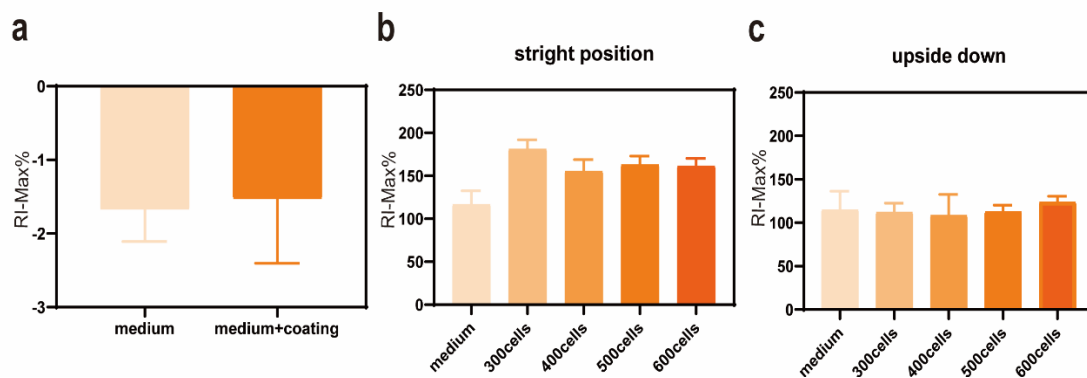 a
RI-Max%
0
-1
-2
-3
medium
medium+coating
b
stright position
RI-Max%
250
200
150
100
50
0
medium
300cells
400cells
500cells
600cells
c
upside down
RI-Max%
250
200
150
100
50
0
medium
300cells
400cells
500cells
600cells